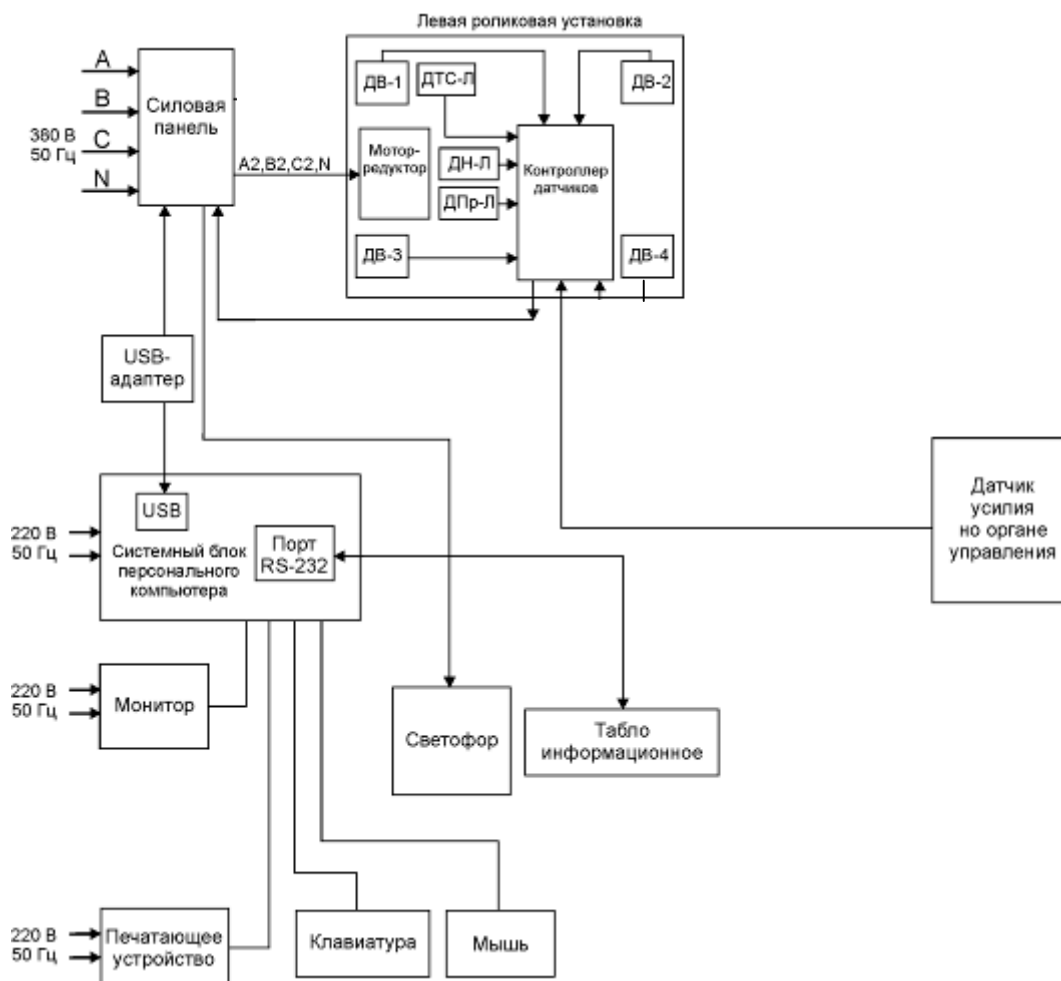 Левая роликовая установка
A
B
C
N
380 В
50 Гц
Силовая
панель
A2,B2,C2,N
ДВ-1
ДТС-Л
ДВ-2
Мотор-
редуктор
ДН-Л
ДПр-Л
Контроллер
датчиков
ДВ-3
ДВ-4
USB-
адаптер
USB
220 В
50 Гц
Системный блок
персонального
компьютера
Порт
RS-232
Датчик
усилия
но органе
управления
220 В
50 Гц
Монитор
Светофор
Табло
информационное
220 В
50 Гц
Печатающее
устройство
Клавиатура
Мышь